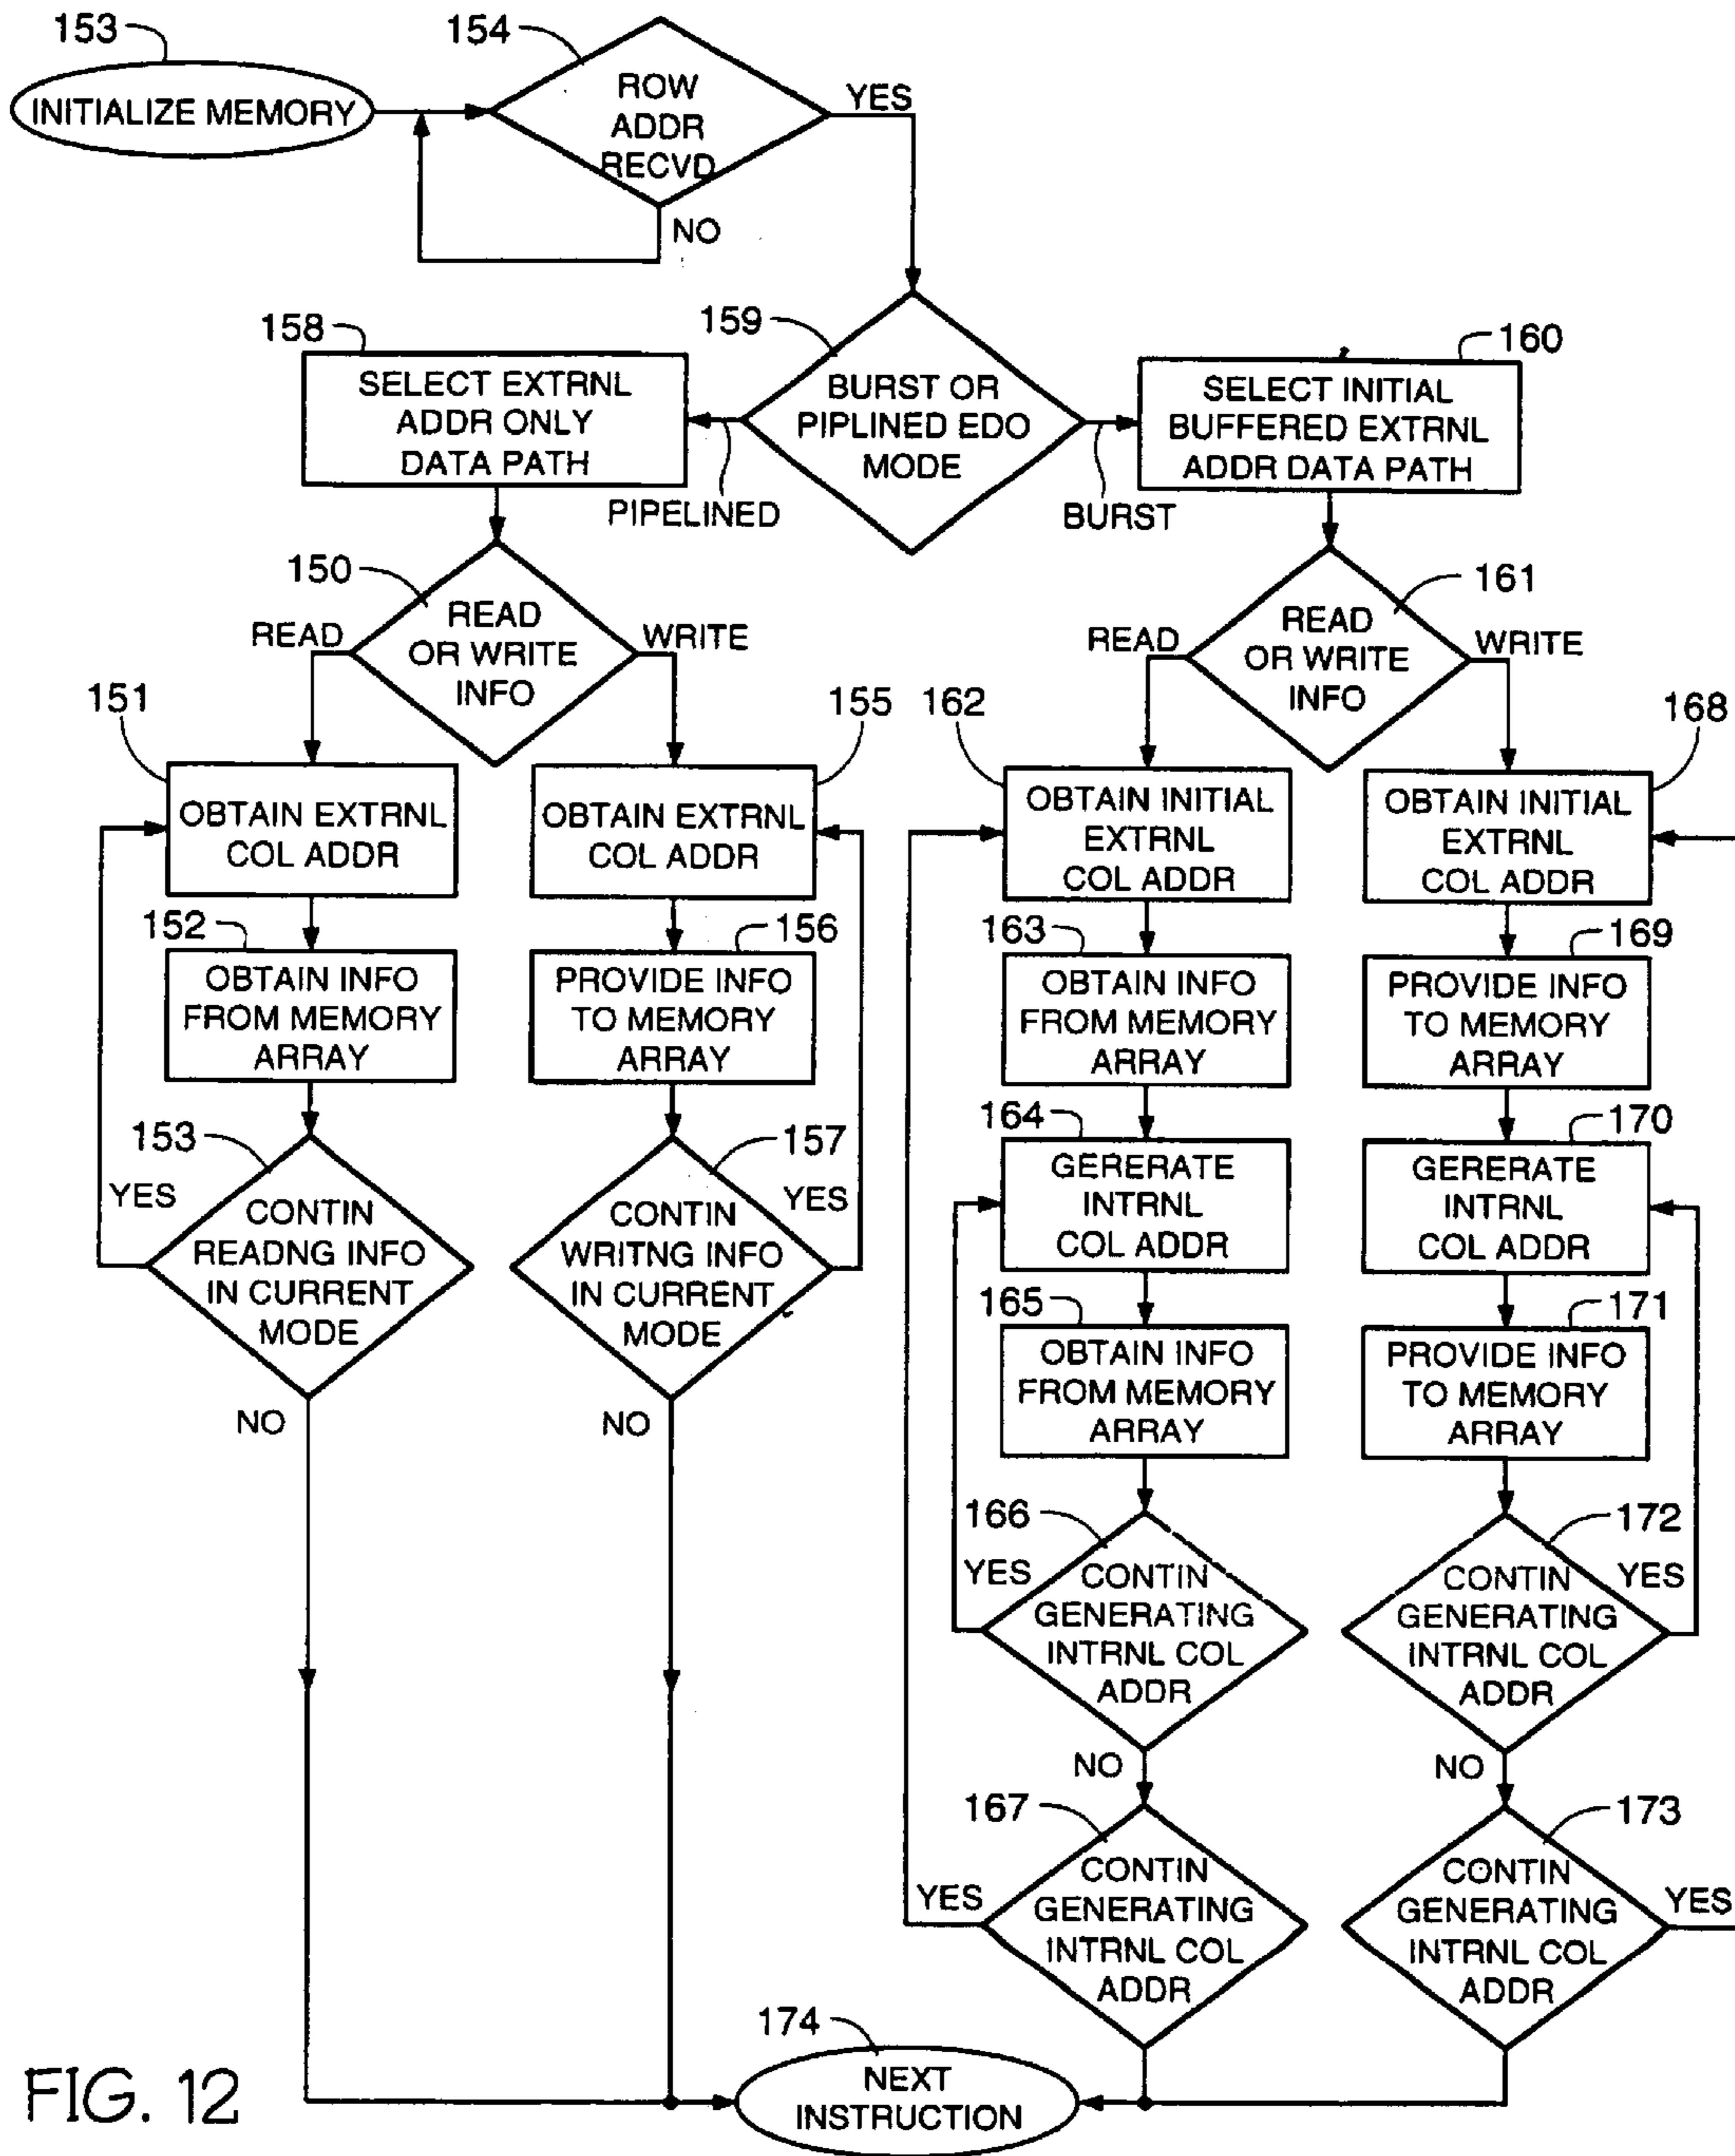 153
INITIALIZE MEMORY
154
ROW
ADDR
RECVD
YES
NO
158
SELECT EXTRNL
ADDR ONLY
DATA PATH
159
BURST OR
PIPLINED EDO
MODE
PIPELINED
BURST
160
SELECT INITIAL
BUFFERED EXTRNL
ADDR DATA PATH
150
READ
OR WRITE
INFO
READ
WRITE
161
READ
OR WRITE
INFO
READ
WRITE
151
OBTAIN EXTRNL
COL ADDR
152
OBTAIN INFO
FROM MEMORY
ARRAY
153
CONTIN
READNG INFO
IN CURRENT
MODE
YES
NO
155
OBTAIN EXTRNL
COL ADDR
156
PROVIDE INFO
TO MEMORY
ARRAY
157
CONTIN
WRITNG INFO
IN CURRENT
MODE
YES
NO
162
OBTAIN INITIAL
EXTRNL
COL ADDR
163
OBTAIN INFO
FROM MEMORY
ARRAY
164
GERERATE
INTRNL
COL ADDR
165
OBTAIN INFO
FROM MEMORY
ARRAY
166
CONTIN
GENERATING
INTRNL COL
ADDR
YES
NO
167
CONTIN
GENERATING
INTRNL COL
ADDR
YES
168
OBTAIN INITIAL
EXTRNL
COL ADDR
169
PROVIDE INFO
TO MEMORY
ARRAY
170
GERERATE
INTRNL
COL ADDR
171
PROVIDE INFO
TO MEMORY
ARRAY
172
CONTIN
GENERATING
INTRNL COL
ADDR
YES
NO
173
CONTIN
GENERATING
INTRNL COL
ADDR
YES
174
NEXT
INSTRUCTION
FIG. 12